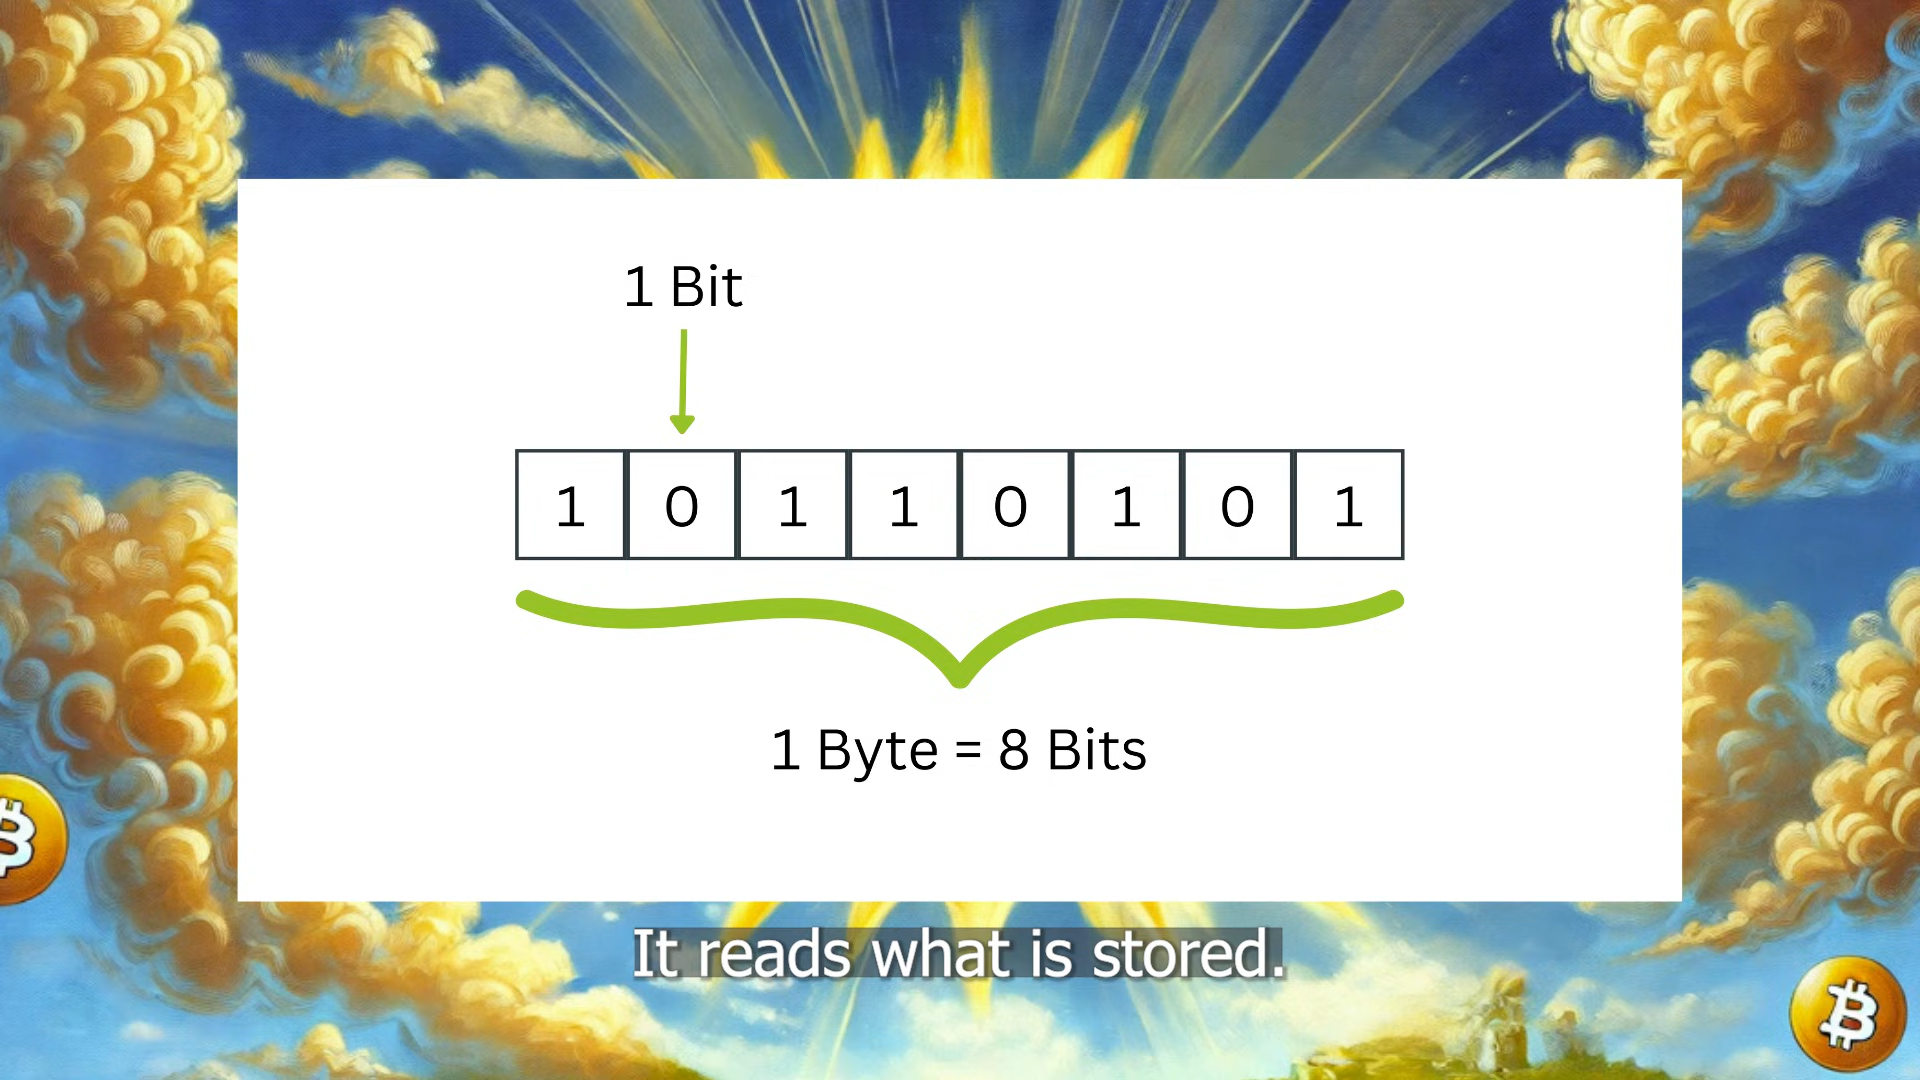 1 Bit
1 0 1 1 0 1 0 1
1 Byte = 8 Bits
It reads what is stored.